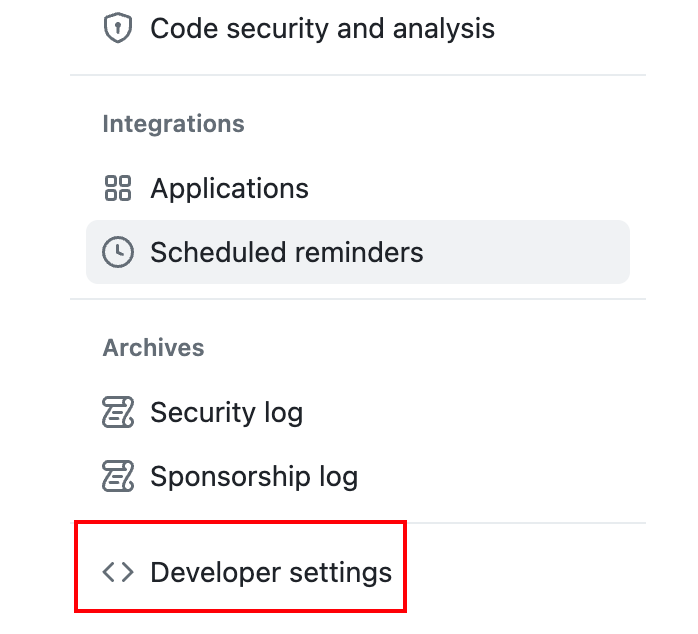 Code security and analysis
Integrations
Applications
Scheduled reminders
Archives
Security log
Sponsorship log
Developer settings